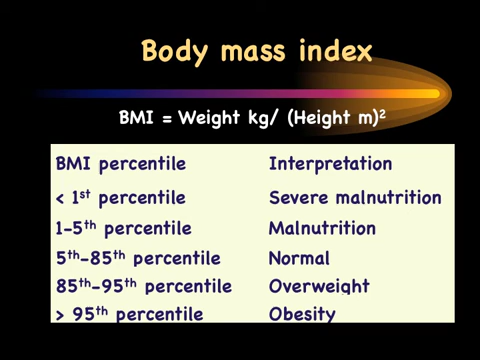 Body mass index
BMI = Weight kg/ (Height m)²
BMI percentile Interpretation
< 1st percentile Severe malnutrition
1-5th percentile Malnutrition
5th-85th percentile Normal
85th-95th percentile Overweight
> 95th percentile Obesity